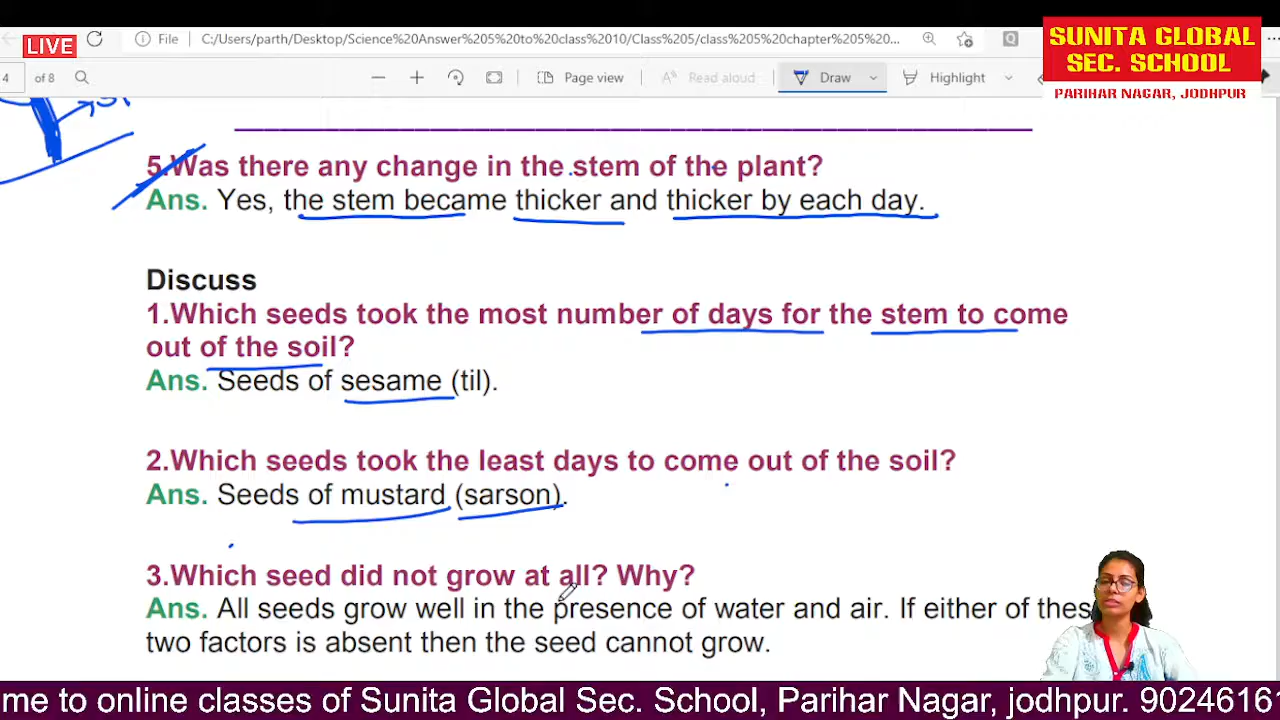 LIVE
File
C:/Users/parth/Desktop/Science%20Answer%205%20to%20class%2010/Class%205/class%20chapter%205%20...
SUNITA GLOBAL
SEC. SCHOOL
PARIHAR NAGAR, JODHPUR
4 of 8
Page view
Read aloud
Draw
Highlight
5.Was there any change in the stem of the plant?
Ans. Yes, the stem became thicker and thicker by each day.
Discuss
1.Which seeds took the most number of days for the stem to come
out of the soil?
Ans. Seeds of sesame (til).
2.Which seeds took the least days to come out of the soil?
Ans. Seeds of mustard (sarson).
3.Which seed did not grow at all? Why?
Ans. All seeds grow well in the presence of water and air. If either of thes
two factors is absent then the seed cannot grow.
me to online classes of Sunita Global Sec. School, Parihar Nagar, jodhpur. 9024616